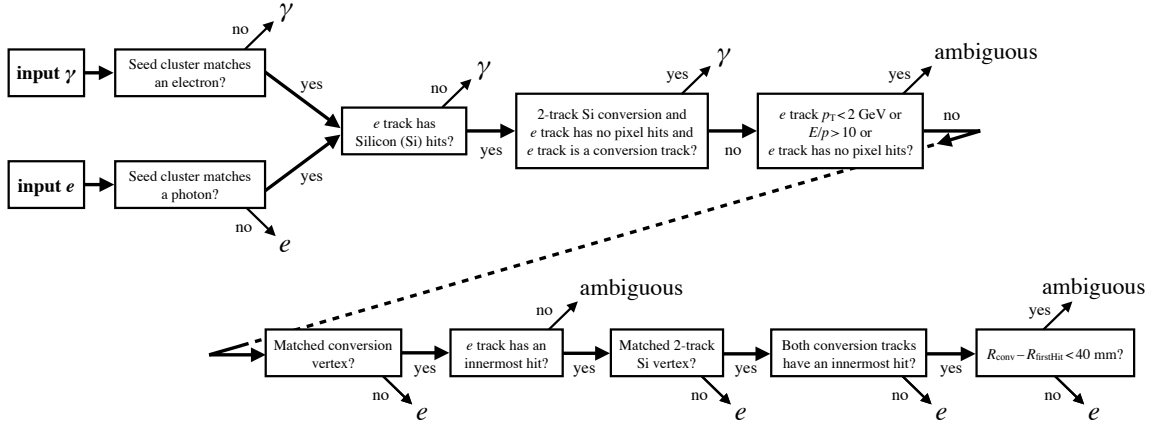 input γ
Seed cluster matches
an electron?
no
γ
yes
input e
Seed cluster matches
a photon?
yes
no
e
e track has
Silicon (Si) hits?
no
γ
yes
2-track Si conversion and
e track has no pixel hits and
e track is a conversion track?
yes
γ
no
e track pT < 2 GeV or
E/p > 10 or
e track has no pixel hits?
yes
ambiguous
no
Matched conversion
vertex?
no
e
yes
e track has an
innermost hit?
no
ambiguous
yes
Matched 2-track
Si vertex?
no
e
yes
Both conversion tracks
have an innermost hit?
no
e
yes
Rconv − RfirstHit < 40 mm?
yes
ambiguous
no
e